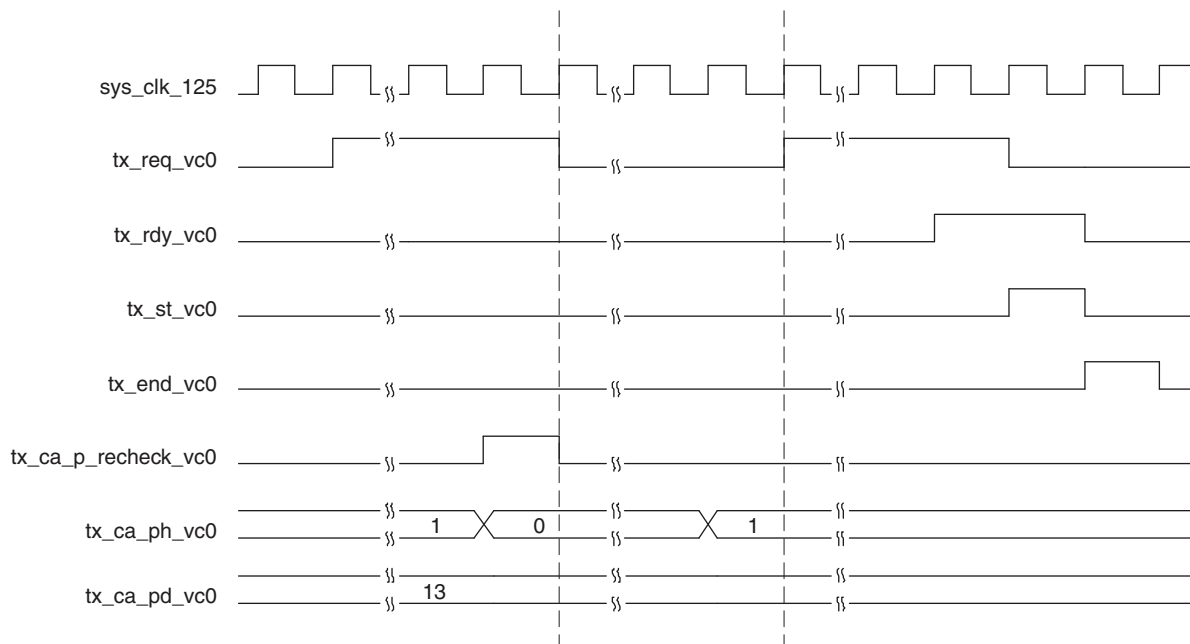 sys_clk_125
tx_req_vc0
tx_rdy_vc0
tx_st_vc0
tx_end_vc0
tx_ca_p_recheck_vc0
tx_ca_ph_vc0 1 0 1
tx_ca_pd_vc0 13